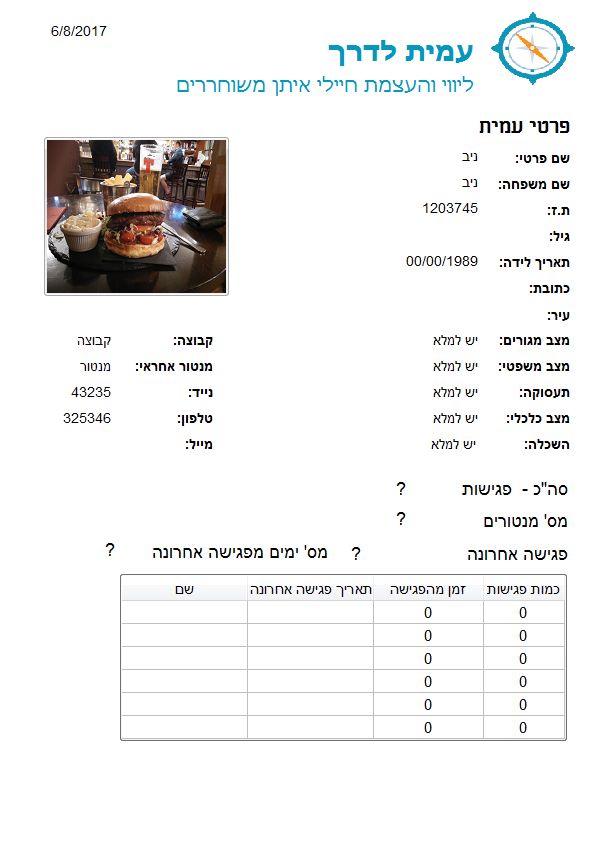 6/8/2017
עמית לדרך
ליווי והעצמת חיילי איתן משוחררים
פרטי עמית
שם פרטי: ניב
שם משפחה: ניב
ת.ז: 1203745
גיל:
תאריך לידה: 00/00/1989
כתובת:
עיר:
מצב מגורים: יש למלא קבוצה: קבוצה
מצב משפטי: יש למלא מנטור אחראי: מנטור
תעסוקה: יש למלא נייד: 43235
מצב כלכלי: יש למלא טלפון: 325346
השכלה: יש למלא מייל:
סה"כ - פגישות ?
מס' מנטורים ?
פגישה אחרונה ? מס' ימים מפגישה אחרונה ?
כמות פגישות זמן מהפגישה תאריך פגישה אחרונה שם
0 0
0 0
0 0
0 0
0 0
0 0